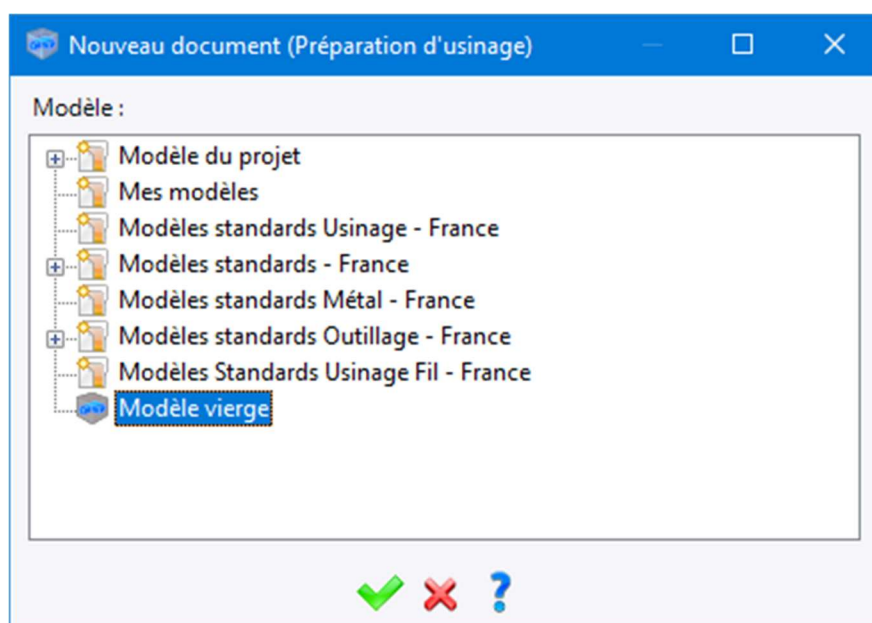 Nouveau document (Préparation d'usinage)
Modèle :
Modèle du projet
Mes modèles
Modèles standards Usinage - France
Modèles standards - France
Modèles standards Métal - France
Modèles standards Outillage - France
Modèles Standards Usinage Fil - France
Modèle vierge